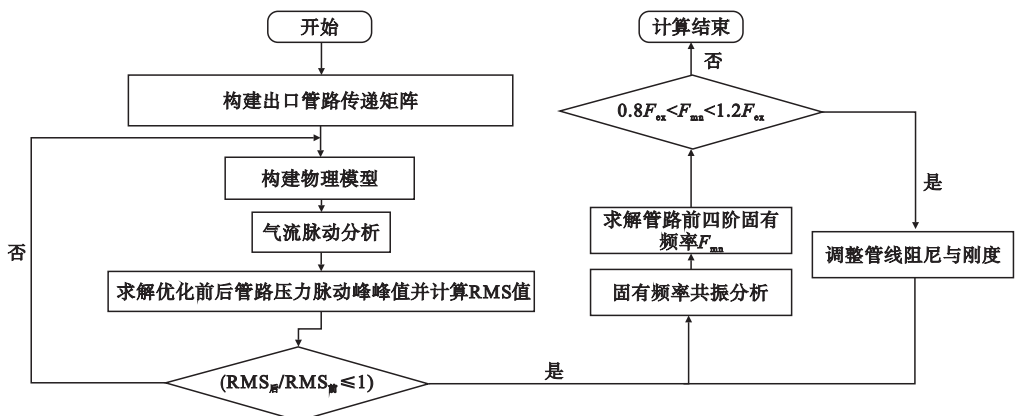 开始
构建出口管路传递矩阵
构建物理模型
气流脉动分析
求解优化前后管路压力脉动峰峰值并计算RMS值
(RMS后/RMS前≤1)
否
是
固有频率共振分析
求解管路前四阶固有
频率Fmn
0.8Fex<Fmn<1.2Fex
否
计算结束
是
调整管线阻尼与刚度